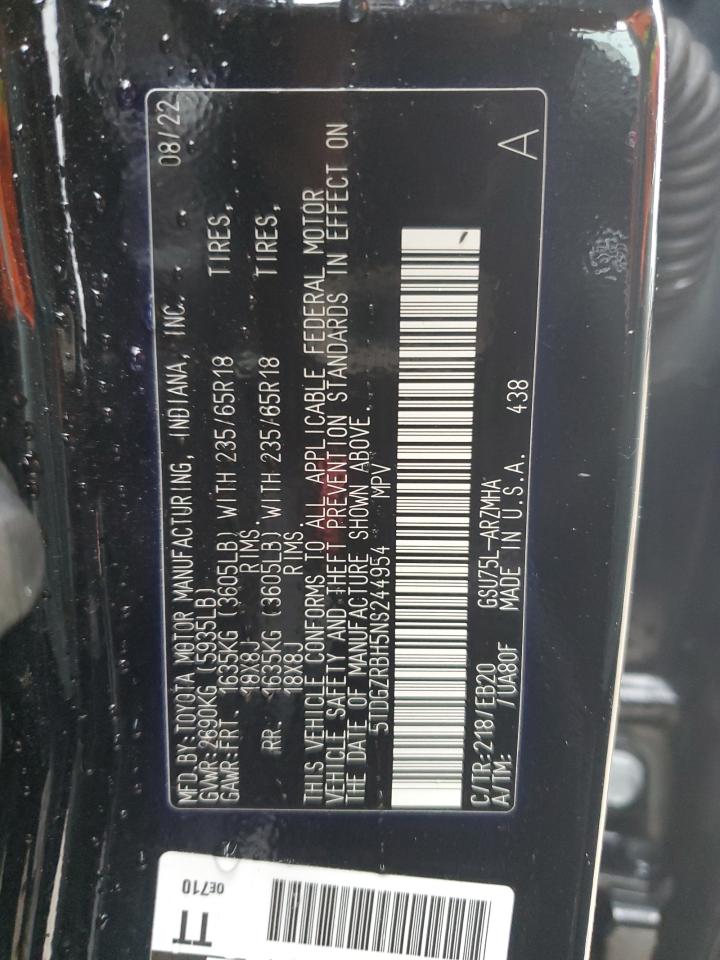 MFD. BY: TOYOTA MOTOR MANUFACTURING, INDIANA, INC. 08/22
GVWR: 2690KG (5935LB)
GAWR: FRT. 1635KG (3605LB) WITH 235/65R18 TIRES,
18X8J RIMS.
RR. 1635KG (3605LB) WITH 235/65R18 TIRES,
18X8J RIMS.
THIS VEHICLE CONFORMS TO ALL APPLICABLE FEDERAL MOTOR
VEHICLE SAFETY AND THEFT PREVENTION STANDARDS IN EFFECT ON
THE DATE OF MANUFACTURE SHOWN ABOVE.
5TDGZRBH5NS244954 MPV
C/TR: 218/EB20 GSU75L-ARZMHA
A/TM: /UA80F MADE IN U.S.A. 438 A
0E710